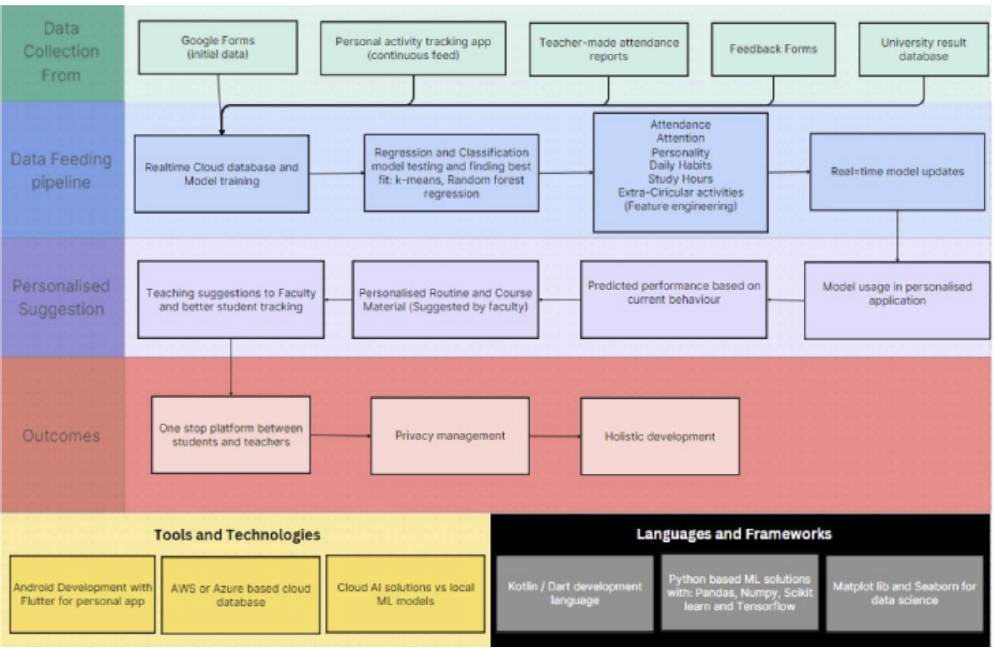 Data
Collection
From
Google Forms
(initial data)
Personal activity tracking app
(continuous feed)
Teacher-made attendance
reports
Feedback Forms
University result
database
Data Feeding
pipeline
Realtime Cloud database and
Model training
Regression and Classification
model testing and finding best
fit: k-means, Random forest
regression
Attendance
Attention
Personality
Daily Habits
Study Hours
Extra-Ciricular activities
(Feature engineering)
Real=time model updates
Personalised
Suggestion
Teaching suggestions to Faculty
and better student tracking
Personalised Routine and Course
Material (Suggested by faculty)
Predicted performance based on
current behaviour
Model usage in personalised
application
Outcomes
One stop platform between
students and teachers
Privacy management
Holistic development
Tools and Technologies
Android Development with
Flutter for personal app
AWS or Azure based cloud
database
Cloud AI solutions vs local
ML models
Languages and Frameworks
Kotlin / Dart development
language
Python based ML solutions
with: Pandas, Numpy, Scikit
learn and Tensorflow
Matplot lib and Seaborn for
data science